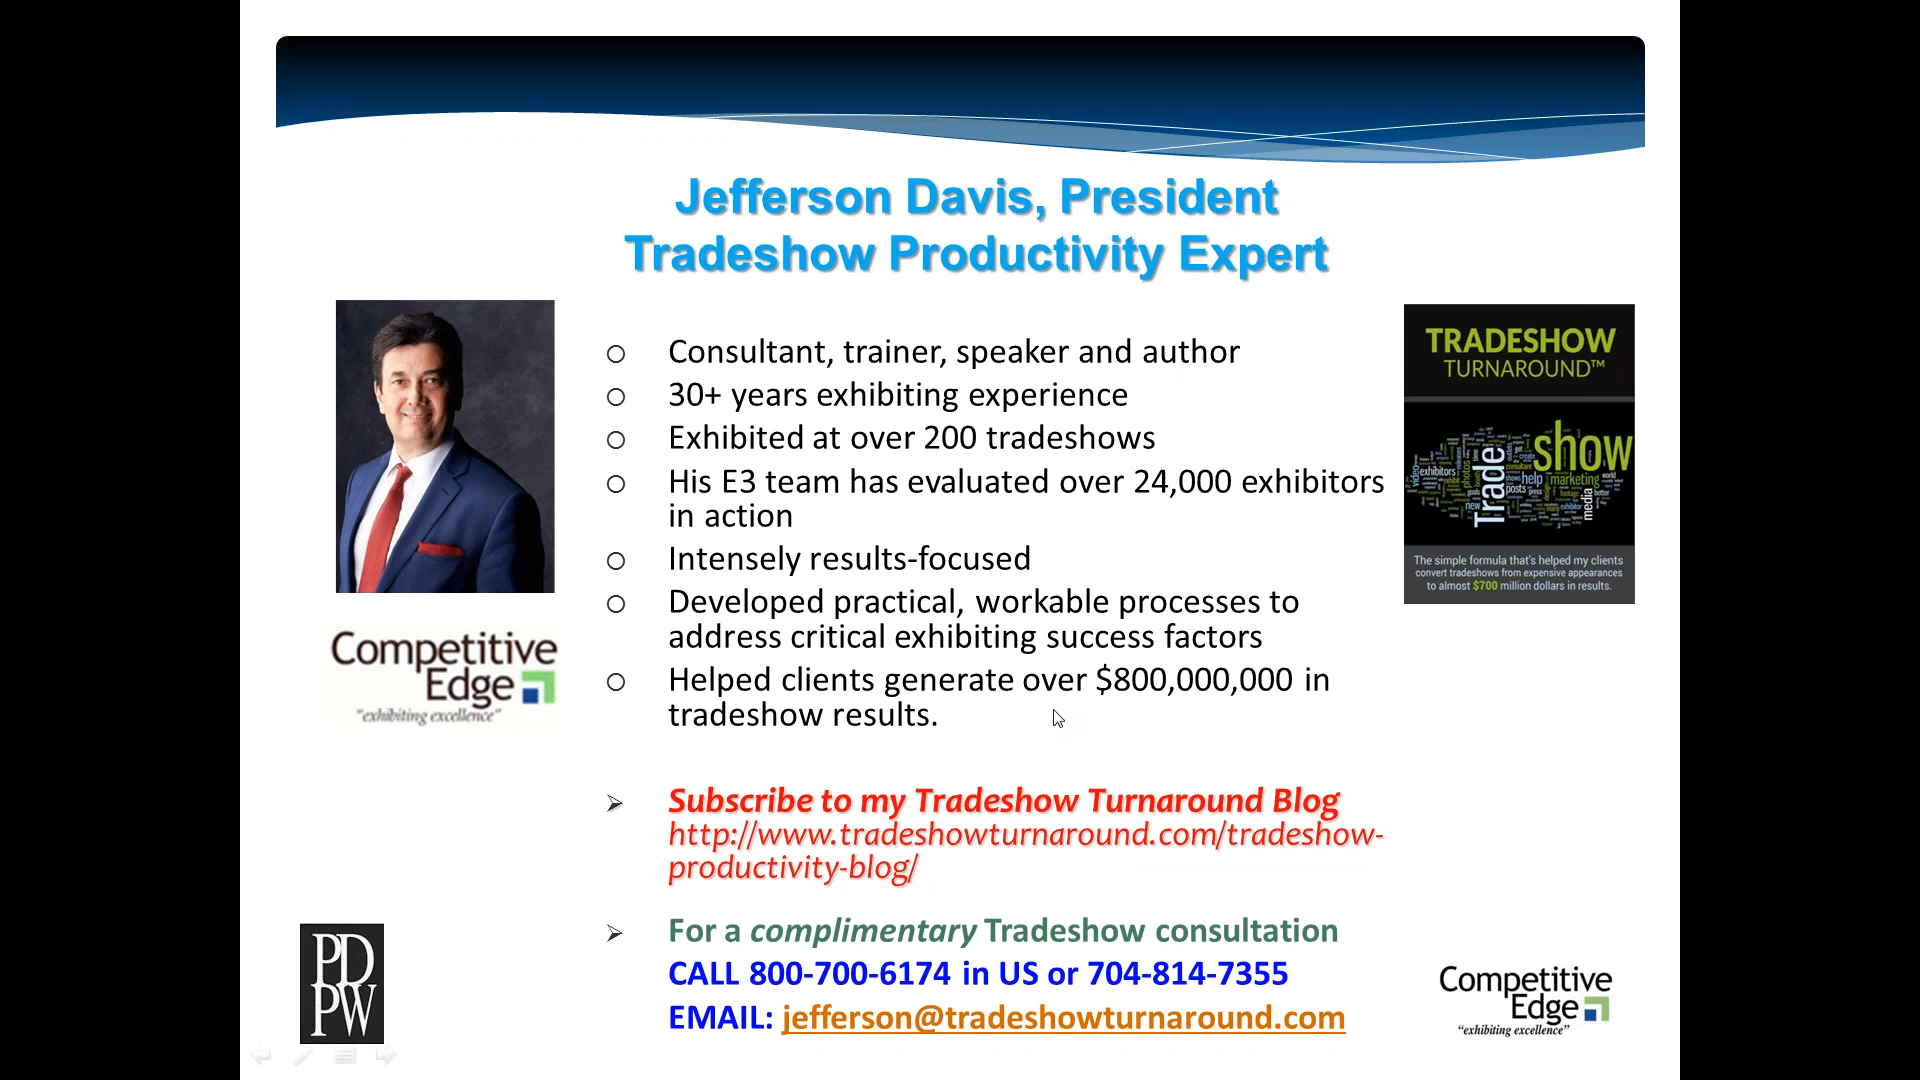 Jefferson Davis, President
Tradeshow Productivity Expert
Consultant, trainer, speaker and author
30+ years exhibiting experience
Exhibited at over 200 tradeshows
His E3 team has evaluated over 24,000 exhibitors
in action
Intensely results-focused
Developed practical, workable processes to
address critical exhibiting success factors
Helped clients generate over $800,000,000 in
tradeshow results.
Subscribe to my Tradeshow Turnaround Blog
http://www.tradeshowturnaround.com/tradeshow-
productivity-blog/
For a complimentary Tradeshow consultation
CALL 800-700-6174 in US or 704-814-7355
EMAIL: jefferson@tradeshowturnaround.com
Competitive
Edge
"exhibiting excellence"
TRADESHOW
TURNAROUND™
Trade
show
exhibitors
marketing
help
posts
press
media
new
The simple formula that's helped my clients
convert tradeshows from expensive appearances
to almost $700 million dollars in results.
PD
PW
Competitive
Edge
"exhibiting excellence"